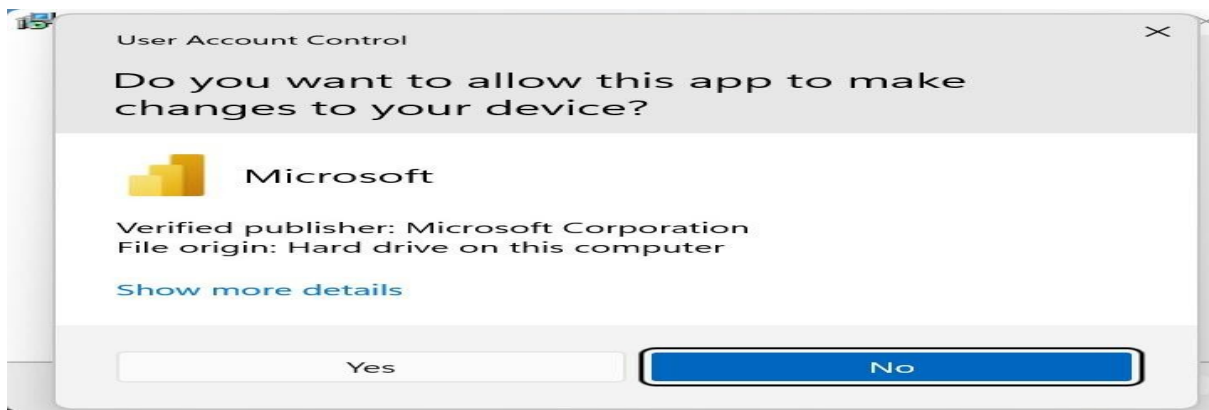 User Account Control
Do you want to allow this app to make
changes to your device?
Microsoft
Verified publisher: Microsoft Corporation
File origin: Hard drive on this computer
Show more details
Yes
No